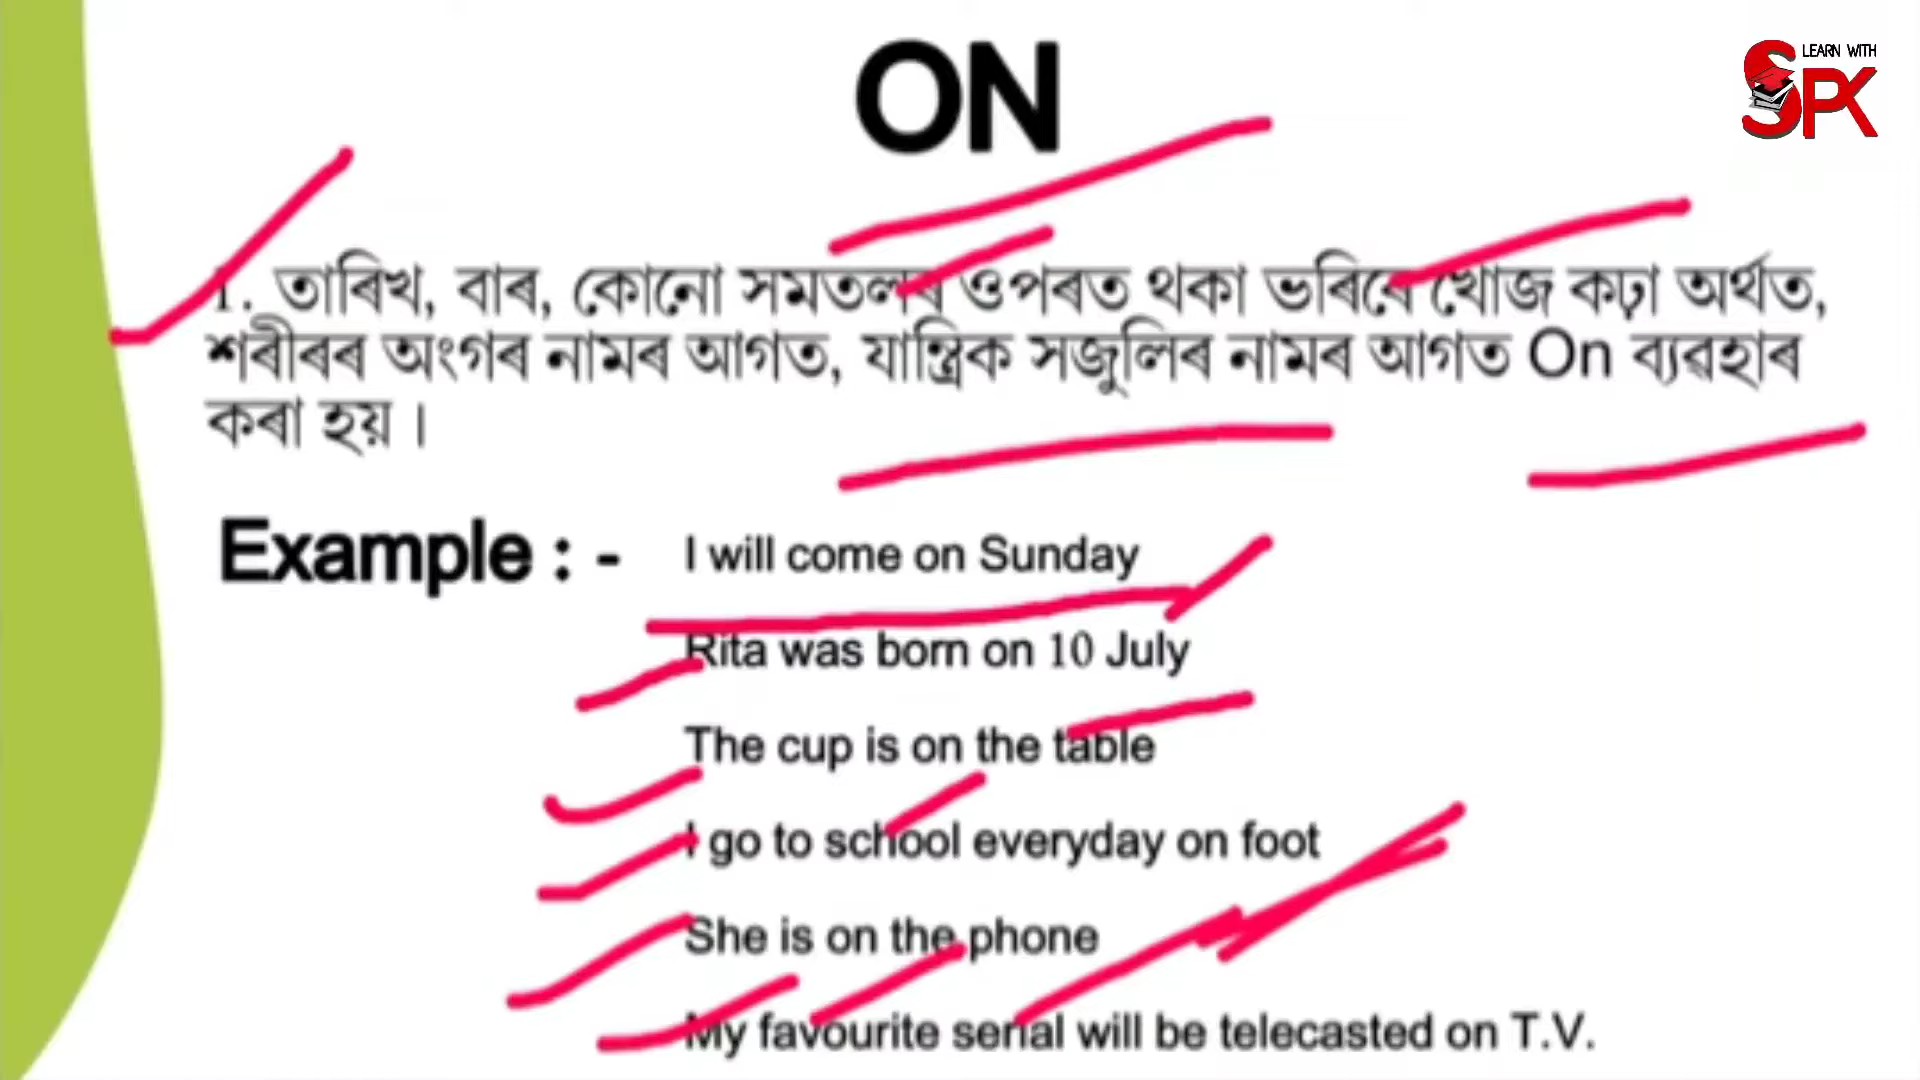 ON
LEARN WITH
SPK
1. তাৰিখ, বাৰ, কোনো সমতলৰ ওপৰত থকা ভৰিৰে খোজ কঢ়া অৰ্থত,
শৰীৰৰ অংগৰ নামৰ আগত, যান্ত্ৰিক সজুলিৰ নামৰ আগত On ব্যৱহাৰ
কৰা হয় ।
Example : - I will come on Sunday
Rita was born on 10 July
The cup is on the table
I go to school everyday on foot
She is on the phone
My favourite serial will be telecasted on T.V.